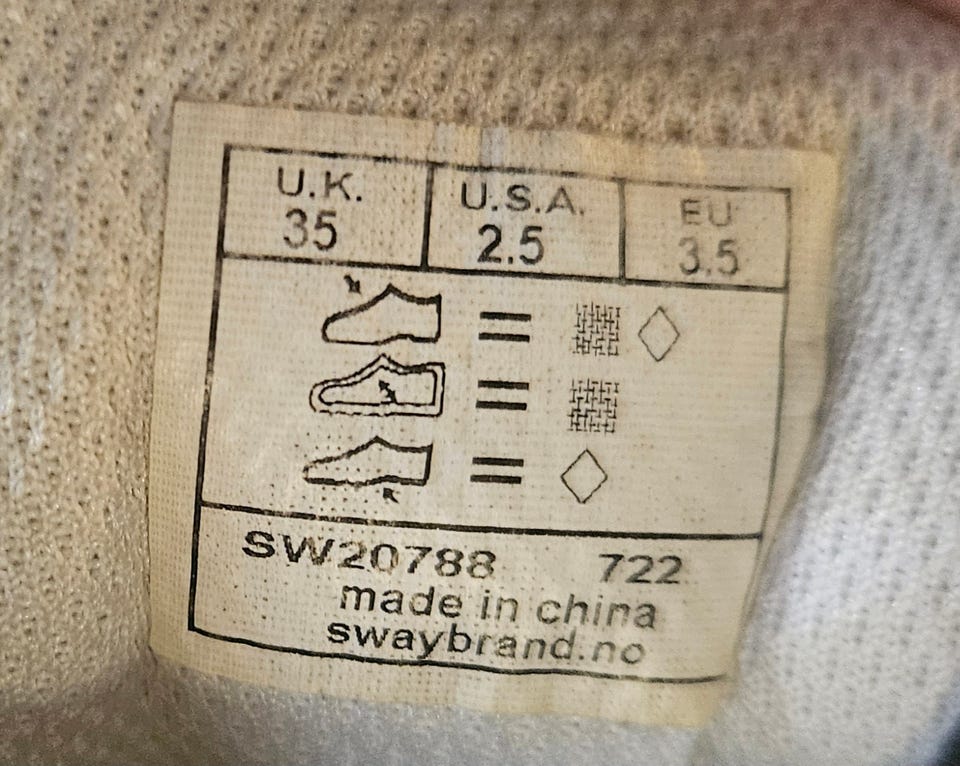 U.K. U.S.A. EU
35 2.5 3.5
SW20788 722
made in china
swaybrand.no